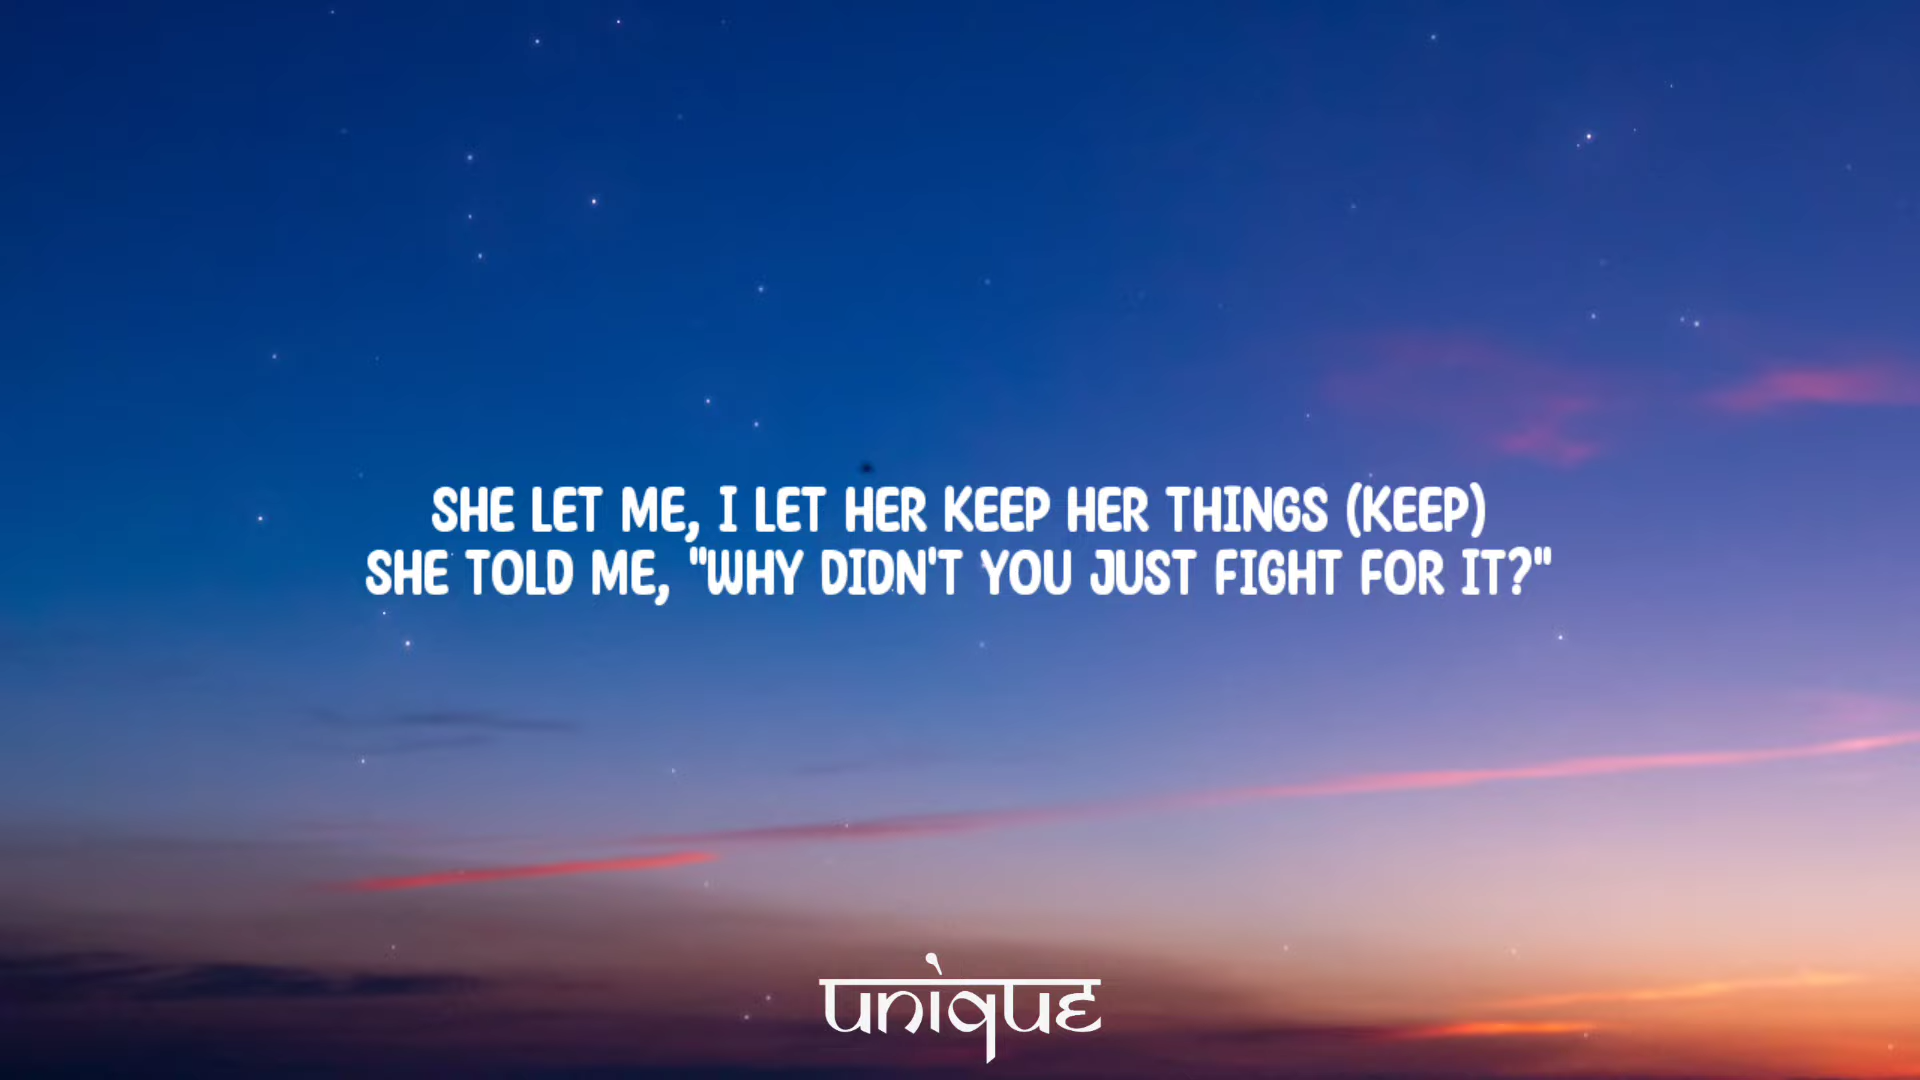 SHE LET ME, I LET HER KEEP HER THINGS (KEEP)
SHE TOLD ME, "WHY DIDN'T YOU JUST FIGHT FOR IT?"
unique